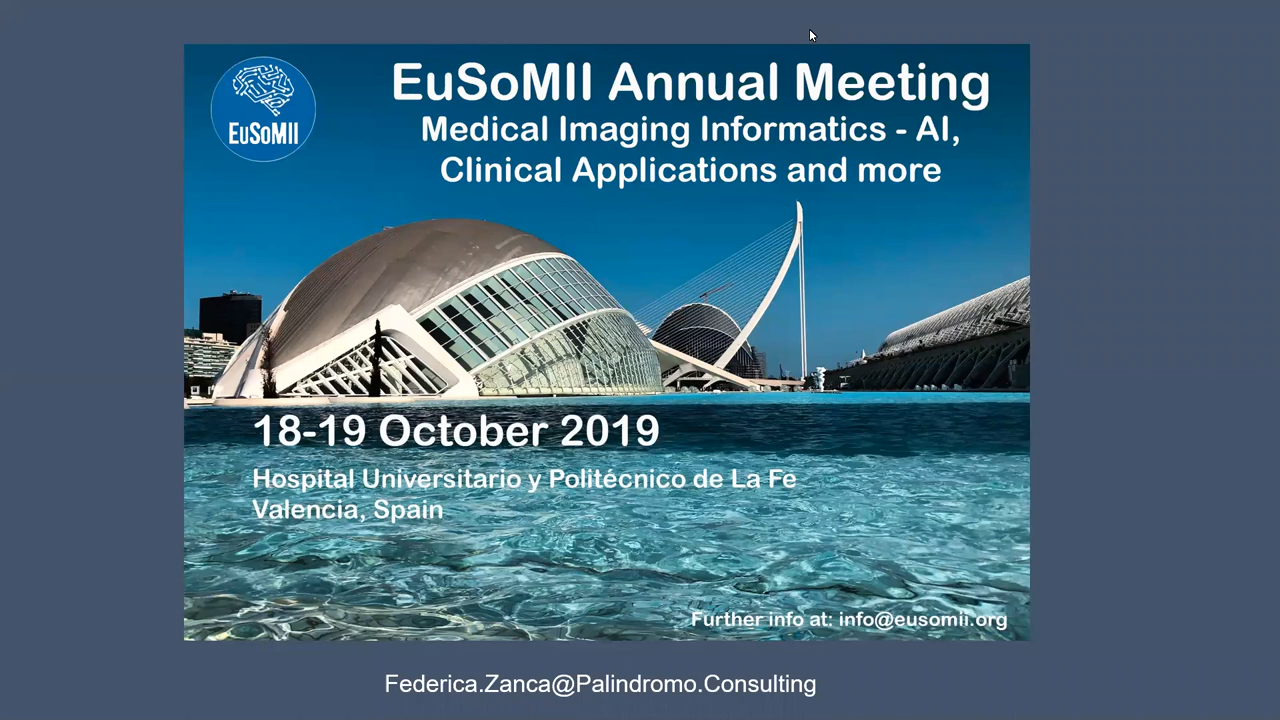 EuSoMII
EuSoMII Annual Meeting
Medical Imaging Informatics - AI,
Clinical Applications and more
18-19 October 2019
Hospital Universitario y Politécnico de La Fe
Valencia, Spain
Further info at: info@eusomii.org
Federica.Zanca@Palindromo.Consulting